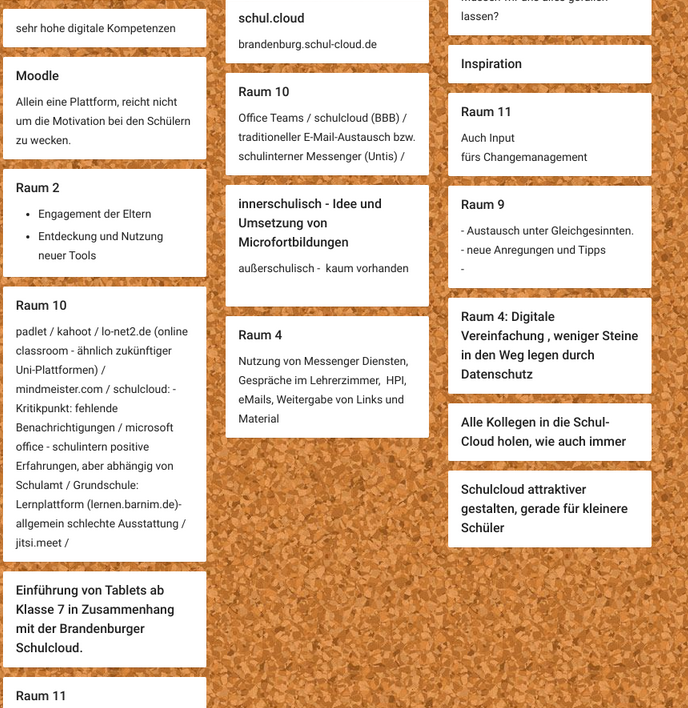 sehr hohe digitale Kompetenzen
Moodle
Allein eine Plattform, reicht nicht
um die Motivation bei den Schülern
zu wecken.
Raum 2
• Engagement der Eltern
• Entdeckung und Nutzung
neuer Tools
Raum 10
padlet / kahoot / lo-net2.de (online
classroom - ähnlich zukünftiger
Uni-Plattformen) /
mindmeister.com / schulcloud: -
Kritikpunkt: fehlende
Benachrichtigungen / microsoft
office - schulintern positive
Erfahrungen, aber abhängig von
Schulamt / Grundschule:
Lernplattform (lernen.barnim.de)-
allgemein schlechte Ausstattung /
jitsi.meet /
Einführung von Tablets ab
Klasse 7 in Zusammenhang
mit der Brandenburger
Schulcloud.
Raum 11
schul.cloud
brandenburg.schul-cloud.de
Raum 10
Office Teams / schulcloud (BBB) /
traditioneller E-Mail-Austausch bzw.
schulinterner Messenger (Untis) /
innerschulisch - Idee und
Umsetzung von
Microfortbildungen
außerschulisch - kaum vorhanden
Raum 4
Nutzung von Messenger Diensten,
Gespräche im Lehrerzimmer, HPI,
eMails, Weitergabe von Links und
Material
lassen?
Inspiration
Raum 11
Auch Input
fürs Changemanagement
Raum 9
- Austausch unter Gleichgesinnten.
- neue Anregungen und Tipps
-
Raum 4: Digitale
Vereinfachung , weniger Steine
in den Weg legen durch
Datenschutz
Alle Kollegen in die Schul-
Cloud holen, wie auch immer
Schulcloud attraktiver
gestalten, gerade für kleinere
Schüler